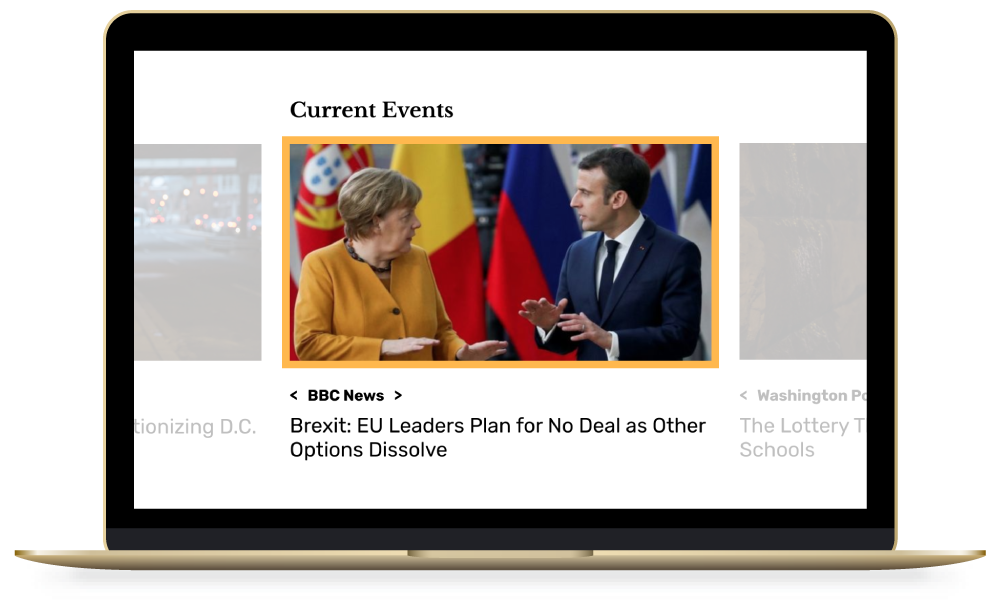 Current Events
< BBC News >
Brexit: EU Leaders Plan for No Deal as Other
Options Dissolve
tionizing D.C.
< Washington Po
The Lottery T
Schools